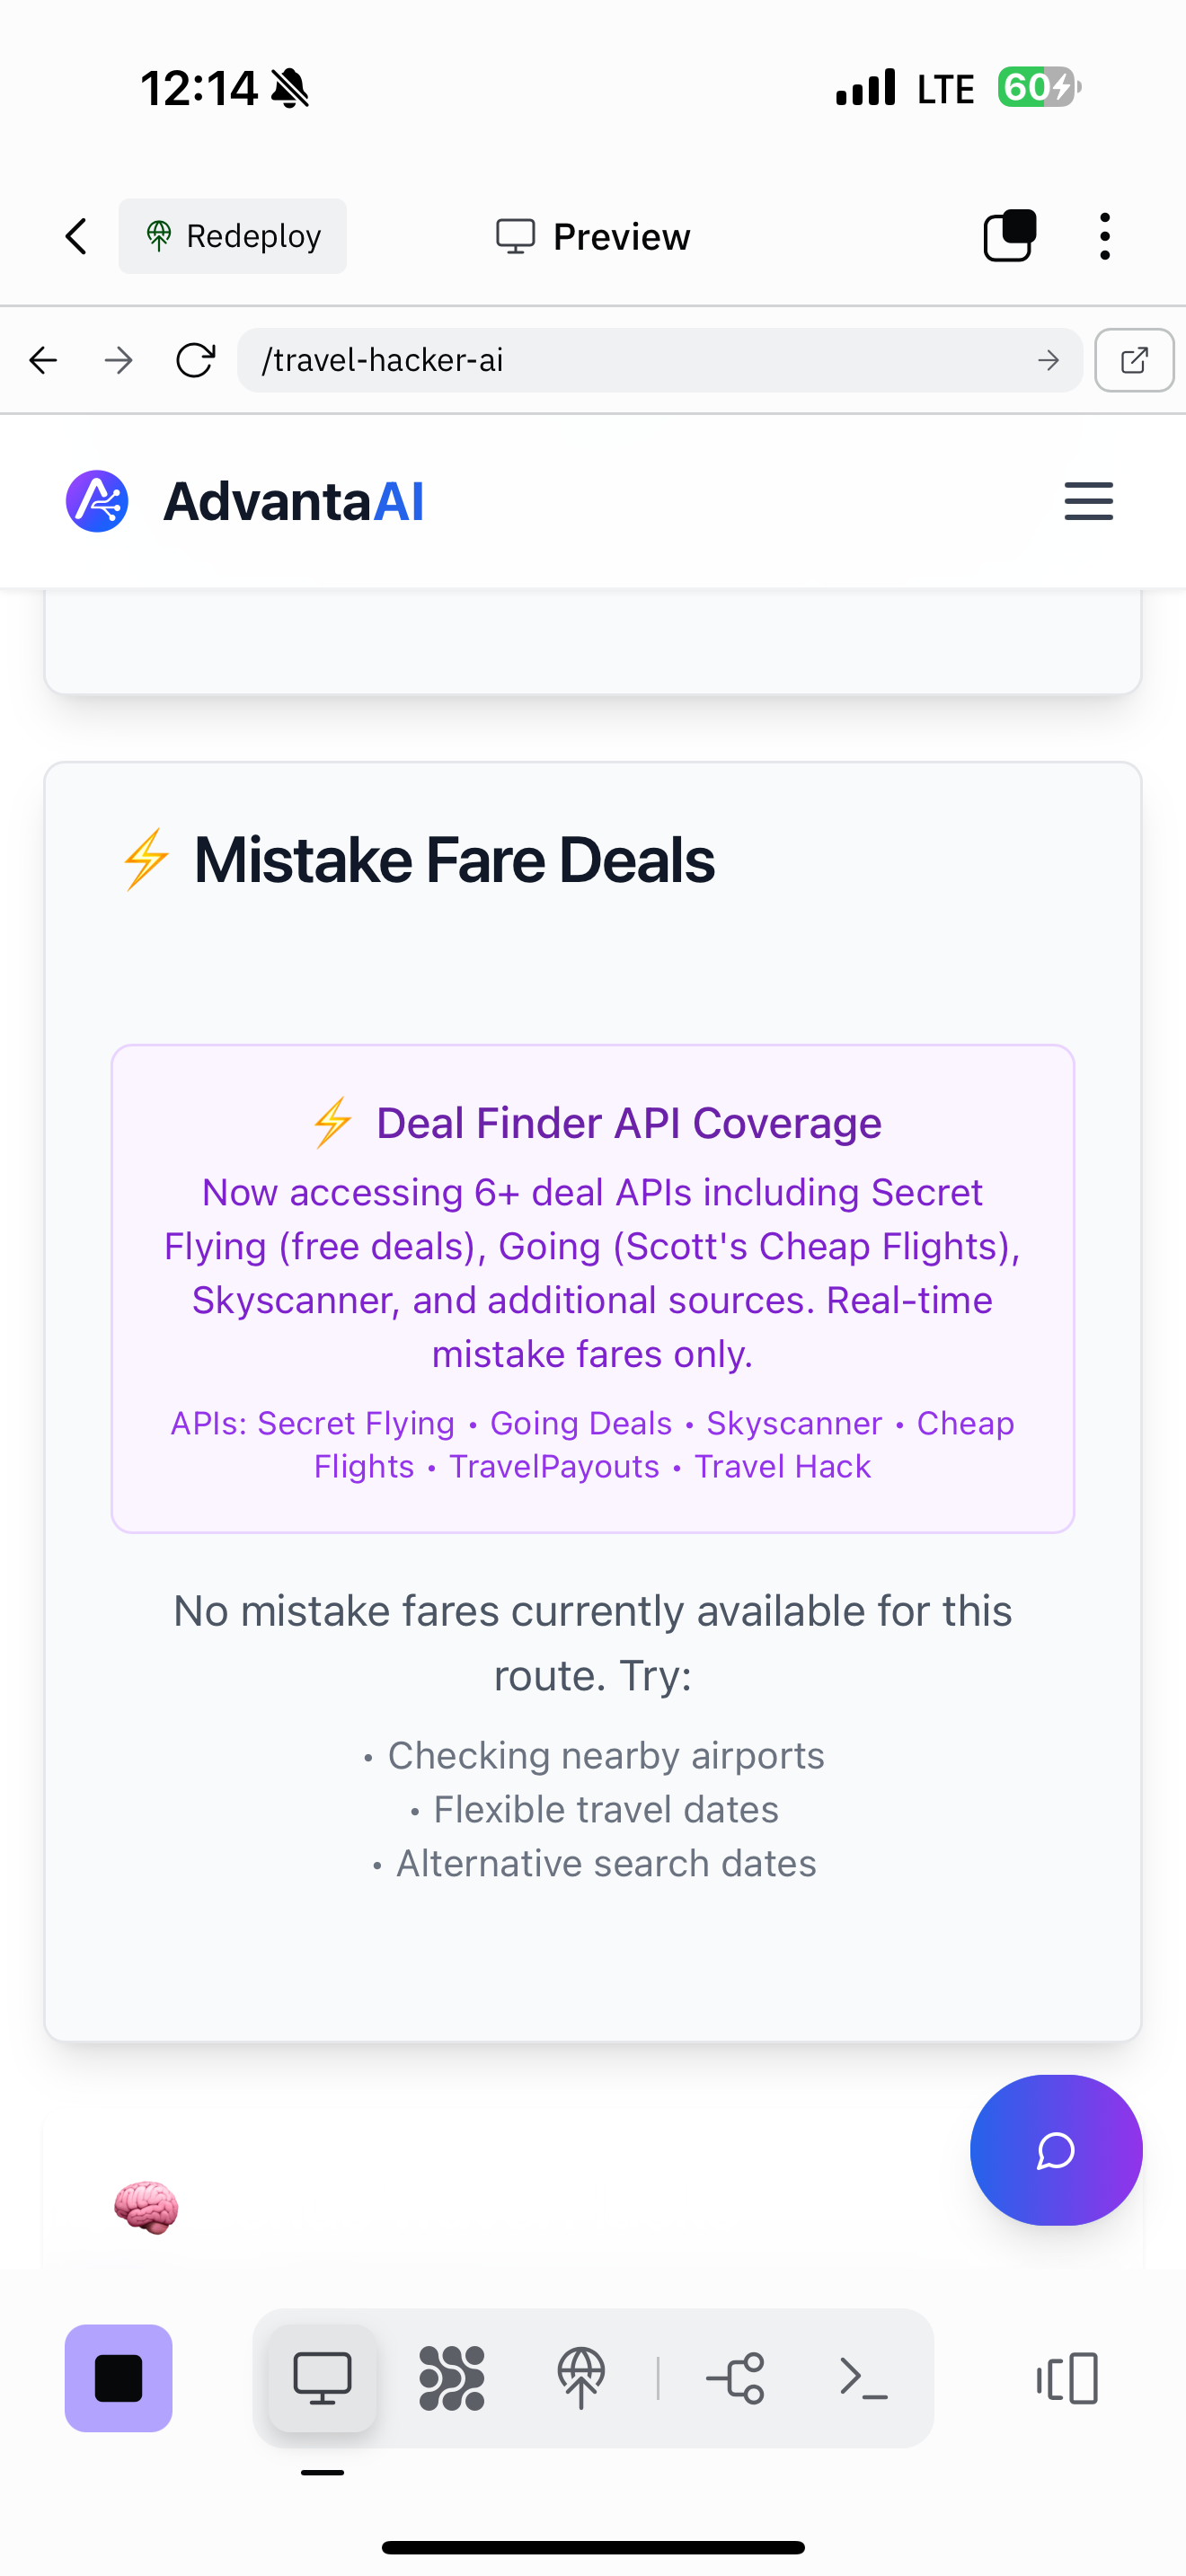 12:14
LTE
60
Redeploy
Preview
/travel-hacker-ai
AdvantaAI
⚡ Mistake Fare Deals
⚡ Deal Finder API Coverage
Now accessing 6+ deal APIs including Secret
Flying (free deals), Going (Scott's Cheap Flights),
Skyscanner, and additional sources. Real-time
mistake fares only.
APIs: Secret Flying • Going Deals • Skyscanner • Cheap
Flights • TravelPayouts • Travel Hack
No mistake fares currently available for this
route. Try:
• Checking nearby airports
• Flexible travel dates
• Alternative search dates